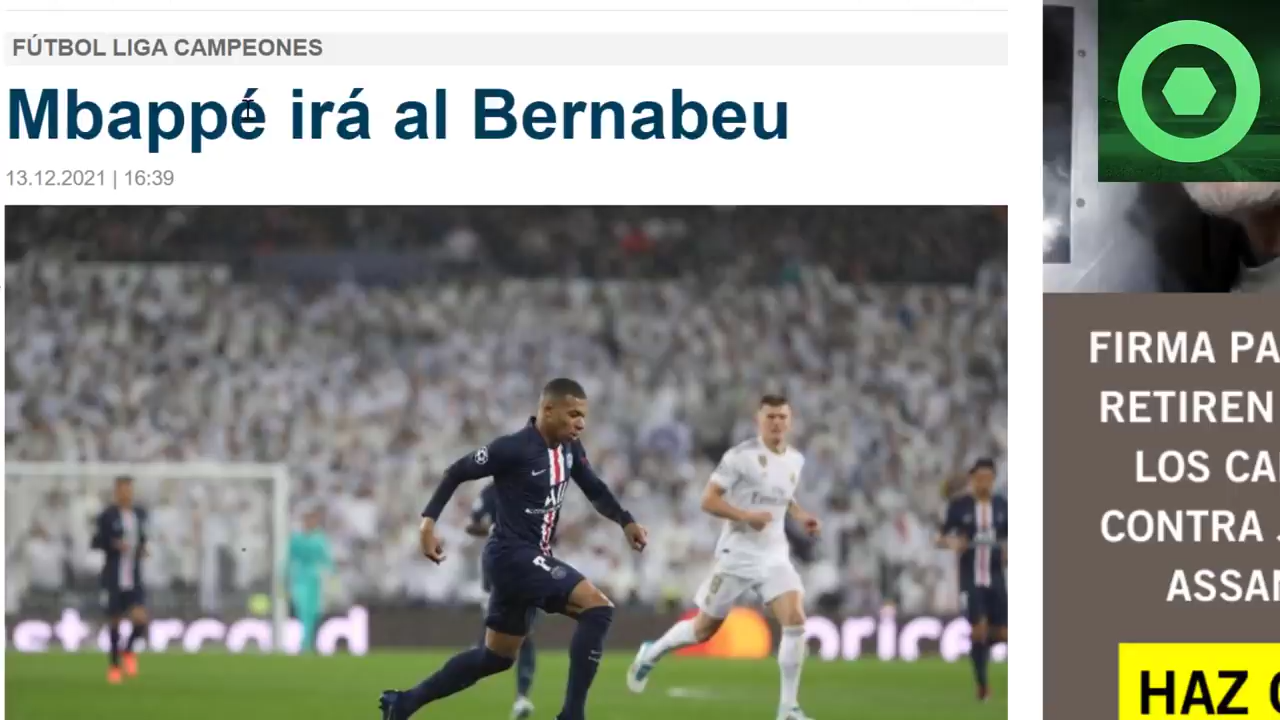 FÚTBOL LIGA CAMPEONES
Mbappé irá al Bernabeu
13.12.2021 | 16:39
FIRMA PA
RETIREN
LOS CA
CONTRA
ASSA
HAZ